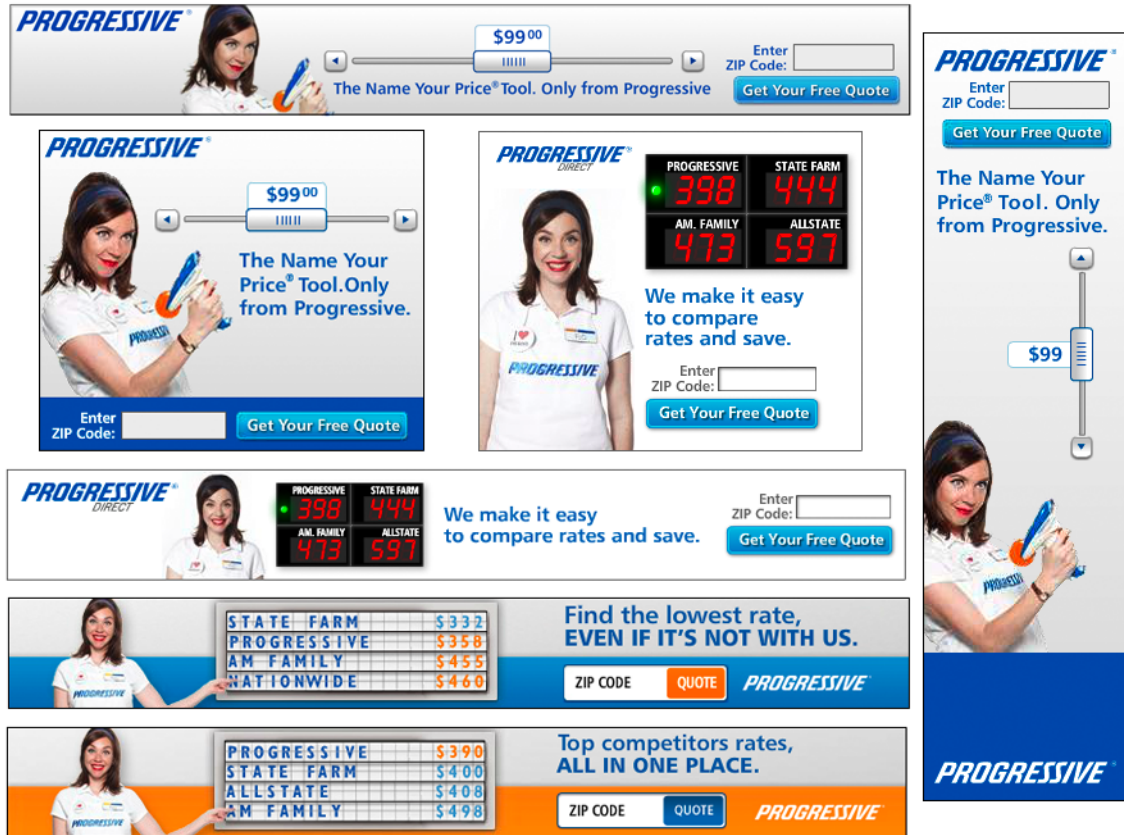 PROGRESSIVE®
$99 00
The Name Your Price® Tool. Only from Progressive
Enter
ZIP Code:
Get Your Free Quote
PROGRESSIVE®
$99 00
The Name Your
Price® Tool.Only
from Progressive.
PROGRESSIV
Enter
ZIP Code:
Get Your Free Quote
PROGRESSIVE®
DIRECT
PROGRESSIVE 398
STATE FARM 444
AM. FAMILY 473
ALLSTATE 597
We make it easy
to compare
rates and save.
I ♥
PROGRESSIVE
Enter
ZIP Code:
Get Your Free Quote
PROGRESSIVE®
Enter
ZIP Code:
Get Your Free Quote
The Name Your
Price® Tool. Only
from Progressive.
$99
PROGRESSIV
PROGRESSIVE®
PROGRESSIVE®
DIRECT
PROGRESSIVE 398
STATE FARM 444
AM. FAMILY 473
ALLSTATE 597
We make it easy
to compare rates and save.
Enter
ZIP Code:
Get Your Free Quote
PROGRESSIVE
STATE FARM $332
PROGRESSIVE $358
AM FAMILY $455
NATIONWIDE $460
Find the lowest rate,
EVEN IF IT'S NOT WITH US.
ZIP CODE
QUOTE
PROGRESSIVE
PROGRESSIVE
PROGRESSIVE $390
STATE FARM $400
ALLSTATE $408
AM FAMILY $498
Top competitors rates,
ALL IN ONE PLACE.
ZIP CODE
QUOTE
PROGRESSIVE